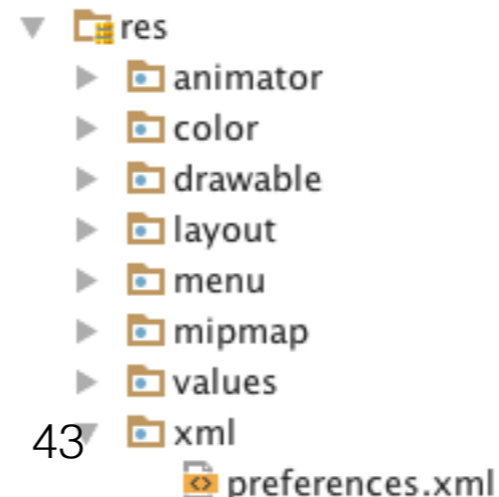 res
animator
color
drawable
layout
menu
mipmap
values
43 xml
preferences.xml